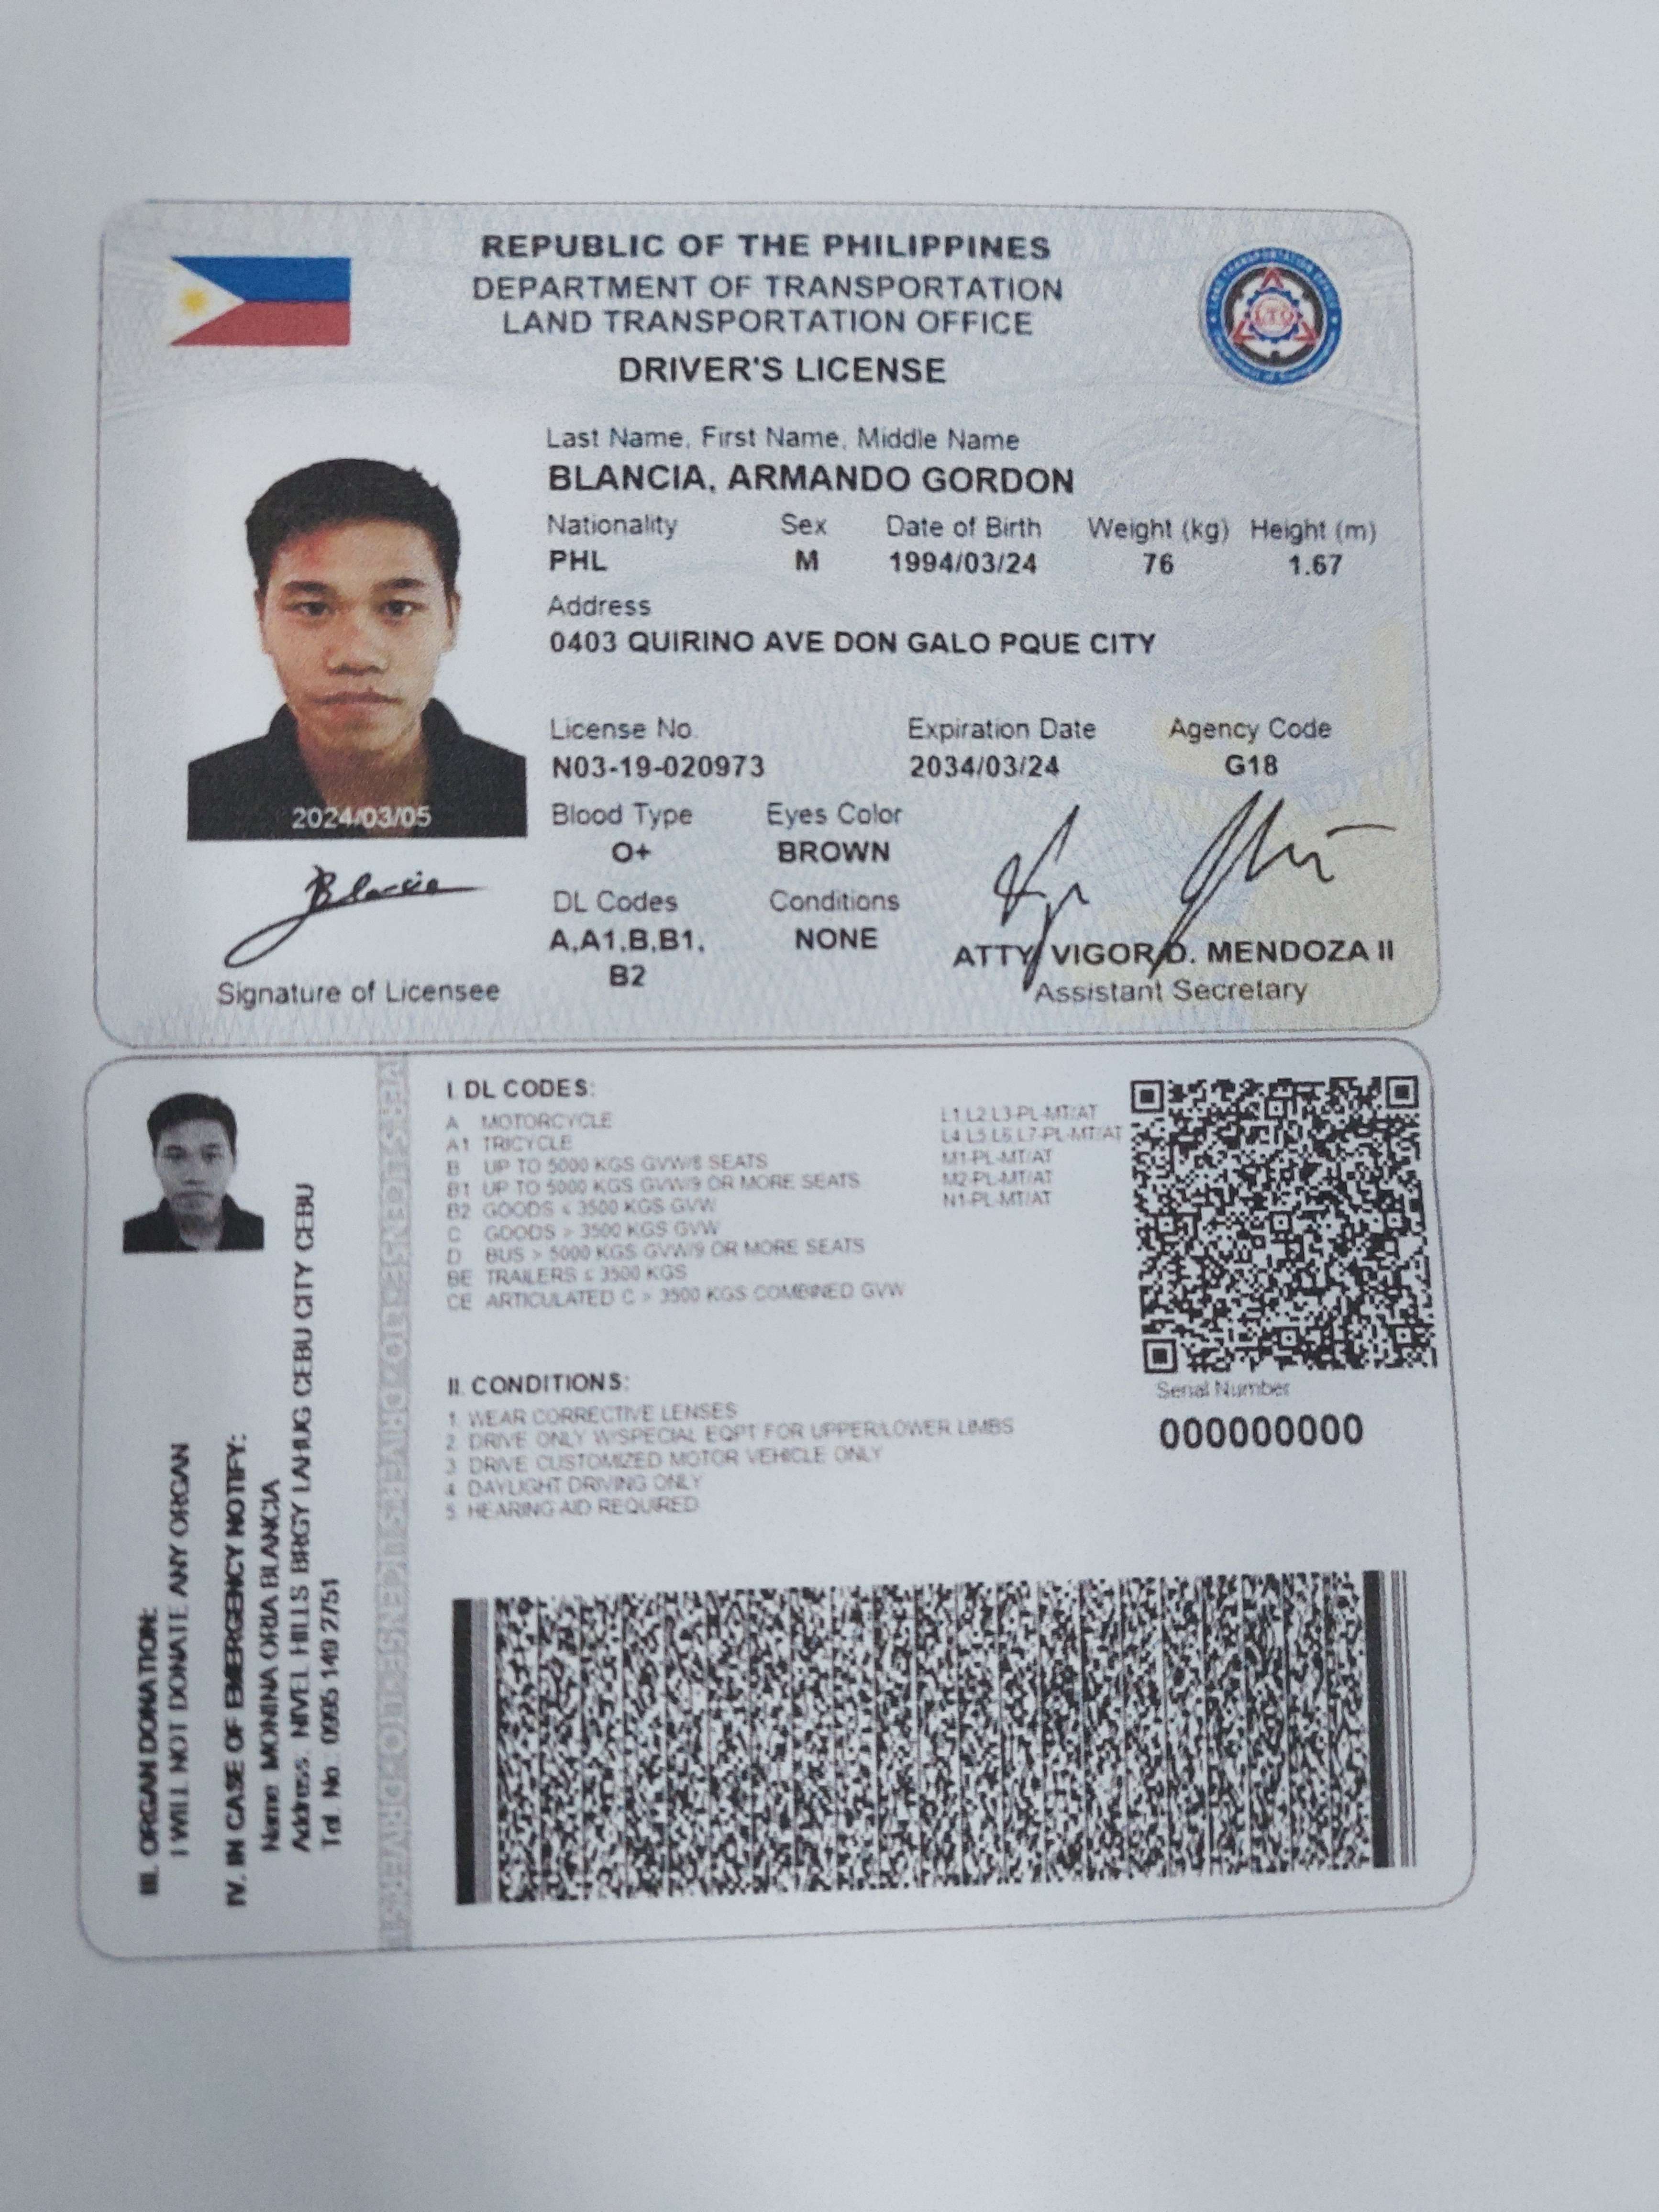 REPUBLIC OF THE PHILIPPINES
DEPARTMENT OF TRANSPORTATION
LAND TRANSPORTATION OFFICE
DRIVER'S LICENSE
LAND TRANSPORTATION OFFICE
LTO
Last Name, First Name, Middle Name
BLANCIA, ARMANDO GORDON
Nationality Sex Date of Birth Weight (kg) Height (m)
PHL M 1994/03/24 76 1.67
Address
0403 QUIRINO AVE DON GALO PQUE CITY
License No. Expiration Date Agency Code
N03-19-020973 2034/03/24 G18
2024/03/05
Blood Type Eyes Color
O+ BROWN
DL Codes Conditions
A,A1,B,B1, NONE
B2
Blancia
Signature of Licensee
ATTY VIGOR D. MENDOZA II
Assistant Secretary
I. DL CODES:
A MOTORCYCLE L1 L2 L3-PL-MT/AT
A1 TRICYCLE L4 L5 L6 L7-PL-MT/AT
B UP TO 5000 KGS GVW/8 SEATS M1-PL-MT/AT
B1 UP TO 5000 KGS GVW/9 OR MORE SEATS M2-PL-MT/AT
B2 GOODS ≤ 3500 KGS GVW N1-PL-MT/AT
C GOODS > 3500 KGS GVW
D BUS > 5000 KGS GVW/9 OR MORE SEATS
BE TRAILERS ≤ 3500 KGS
CE ARTICULATED C > 3500 KGS COMBINED GVW
II. CONDITIONS:
1. WEAR CORRECTIVE LENSES
2. DRIVE ONLY W/SPECIAL EQPT FOR UPPER/LOWER LIMBS
3. DRIVE CUSTOMIZED MOTOR VEHICLE ONLY
4. DAYLIGHT DRIVING ONLY
5. HEARING AID REQUIRED
Serial Number
000000000
III. ORGAN DONATION:
I WILL NOT DONATE ANY ORGAN
IV. IN CASE OF EMERGENCY NOTIFY:
Name: MONINA ORIA BLANCIA
Address: NIVEL HILLS BRGY LAHUG CEBU CITY CEBU
Tel. No.: 0995 149 2751